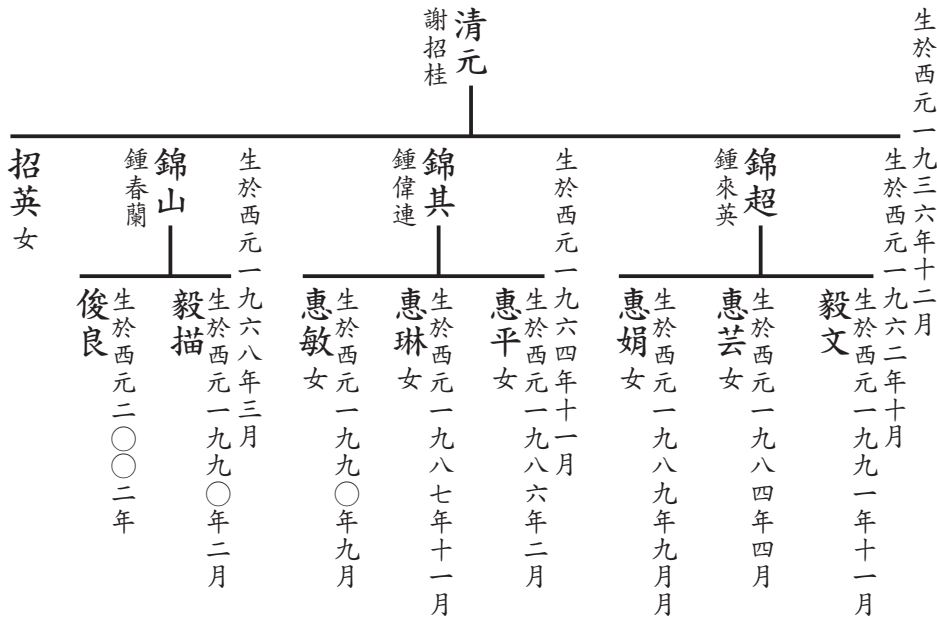 生於西元一九三六年十二月
清元
謝招桂
生於西元一九六二年十月
錦超
鍾來英
生於西元一九六四年十一月
錦其
鍾偉連
生於西元一九六八年三月
錦山
鍾春蘭
招英 女
生於西元一九九一年十一月
毅文
生於西元一九八四年四月
惠芸 女
生於西元一九八九年九月月
惠娟 女
生於西元一九八六年二月
惠平 女
生於西元一九八七年十一月
惠琳 女
生於西元一九九〇年九月
惠敏 女
生於西元一九九〇年二月
毅描
生於西元二〇〇二年
俊良